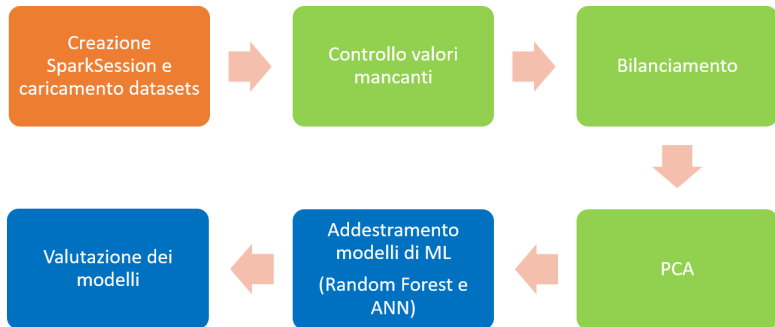 Creazione
SparkSession e
caricamento datasets
Controllo valori
mancanti
Bilanciamento
PCA
Addestramento
modelli di ML
(Random Forest e
ANN)
Valutazione dei
modelli